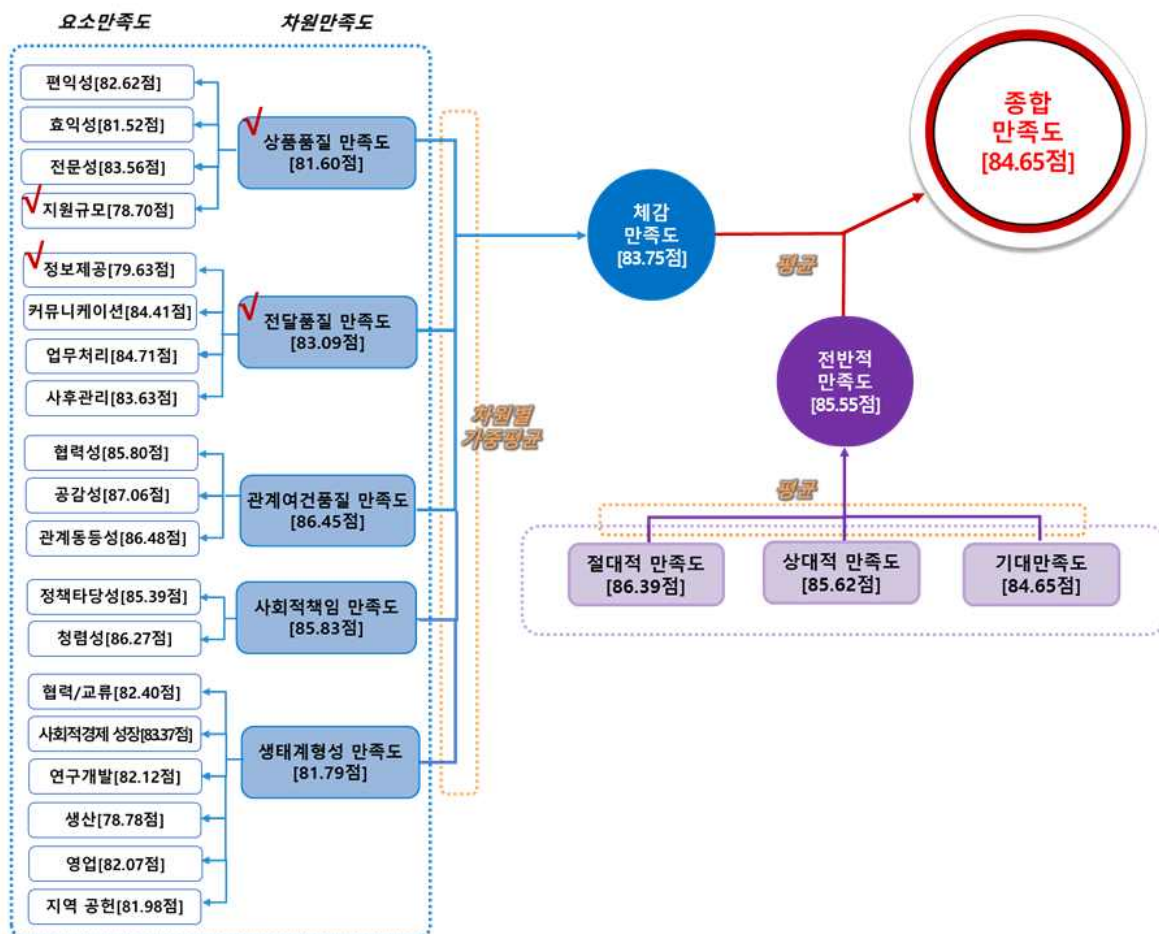 요소만족도
차원만족도
편익성[82.62점]
효익성[81.52점]
전문성[83.56점]
√
지원규모[78.70점]
√
상품품질 만족도
[81.60점]
√
정보제공[79.63점]
커뮤니케이션[84.41점]
업무처리[84.71점]
사후관리[83.63점]
√
전달품질 만족도
[83.09점]
협력성[85.80점]
공감성[87.06점]
관계동등성[86.48점]
관계여건품질 만족도
[86.45점]
정책타당성[85.39점]
청렴성[86.27점]
사회적책임 만족도
[85.83점]
협력/교류[82.40점]
사회적경제 성장[83.37점]
연구개발[82.12점]
생산[78.78점]
영업[82.07점]
지역 공헌[81.98점]
생태계형성 만족도
[81.79점]
차원별
가중평균
체감
만족도
[83.75점]
평균
종합
만족도
[84.65점]
전반적
만족도
[85.55점]
평균
절대적 만족도
[86.39점]
상대적 만족도
[85.62점]
기대만족도
[84.65점]